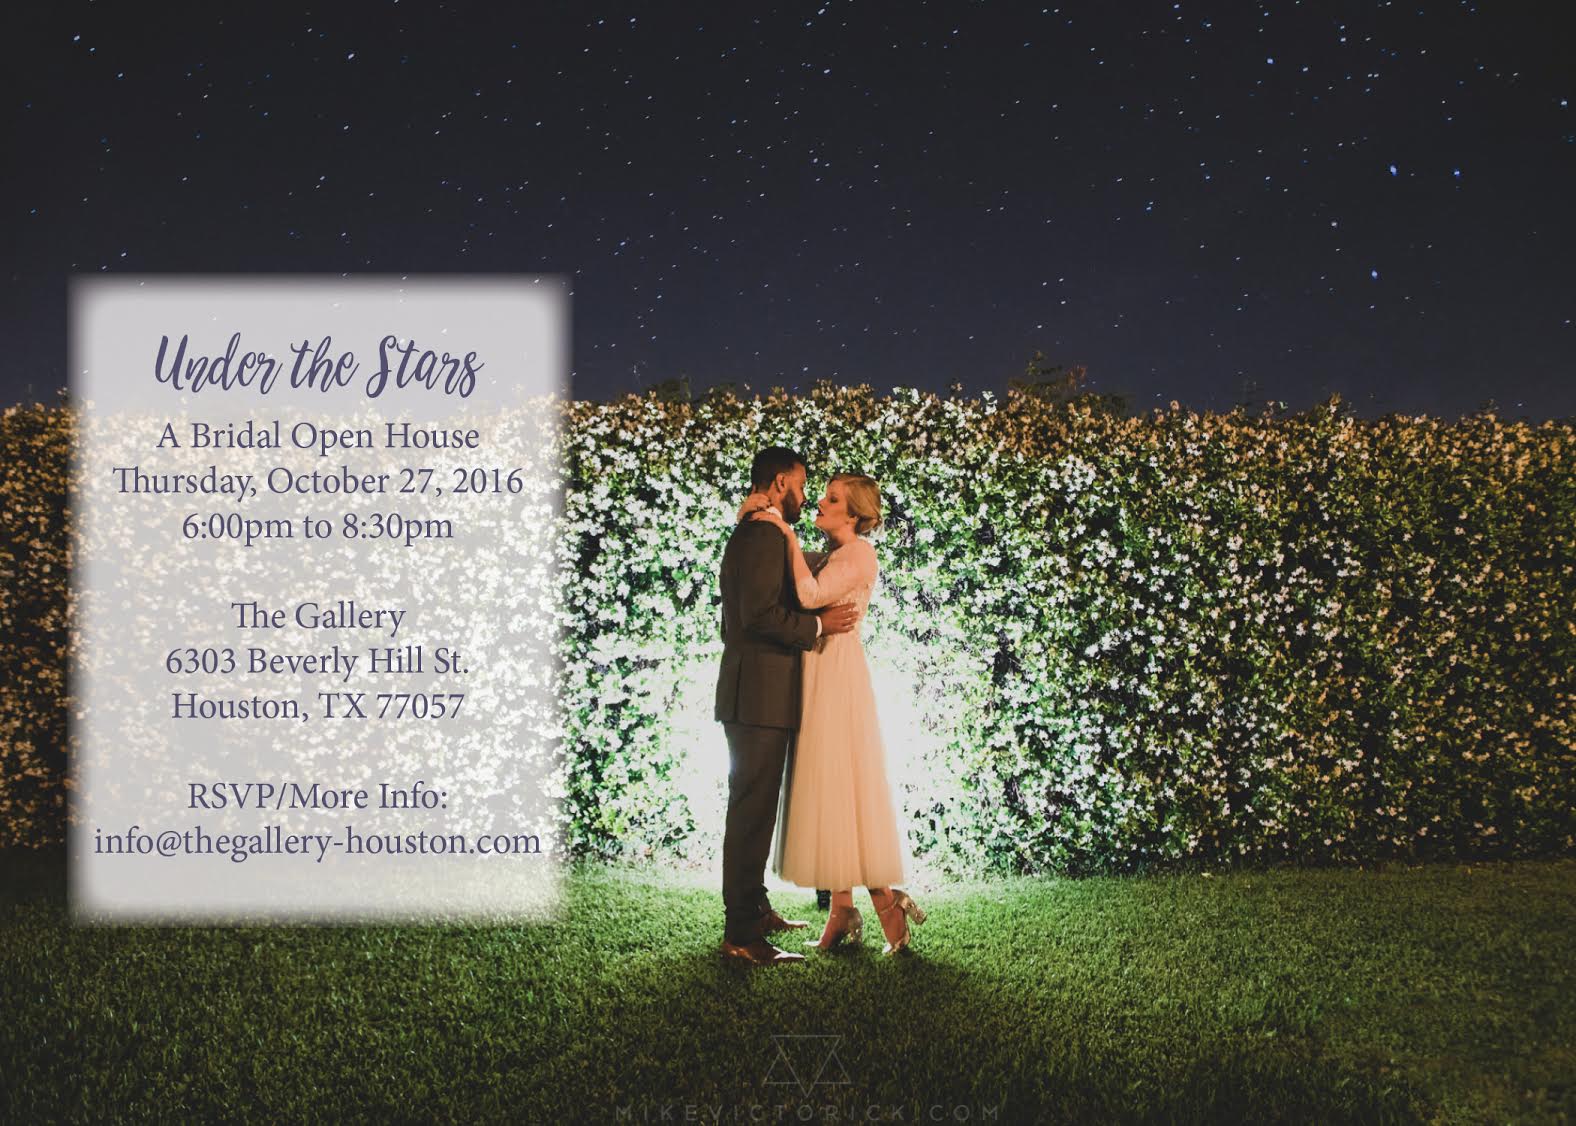 Under the Stars
A Bridal Open House
Thursday, October 27, 2016
6:00pm to 8:30pm
The Gallery
6303 Beverly Hill St.
Houston, TX 77057
RSVP/More Info:
info@thegallery-houston.com
MIKEVICTORICK.COM